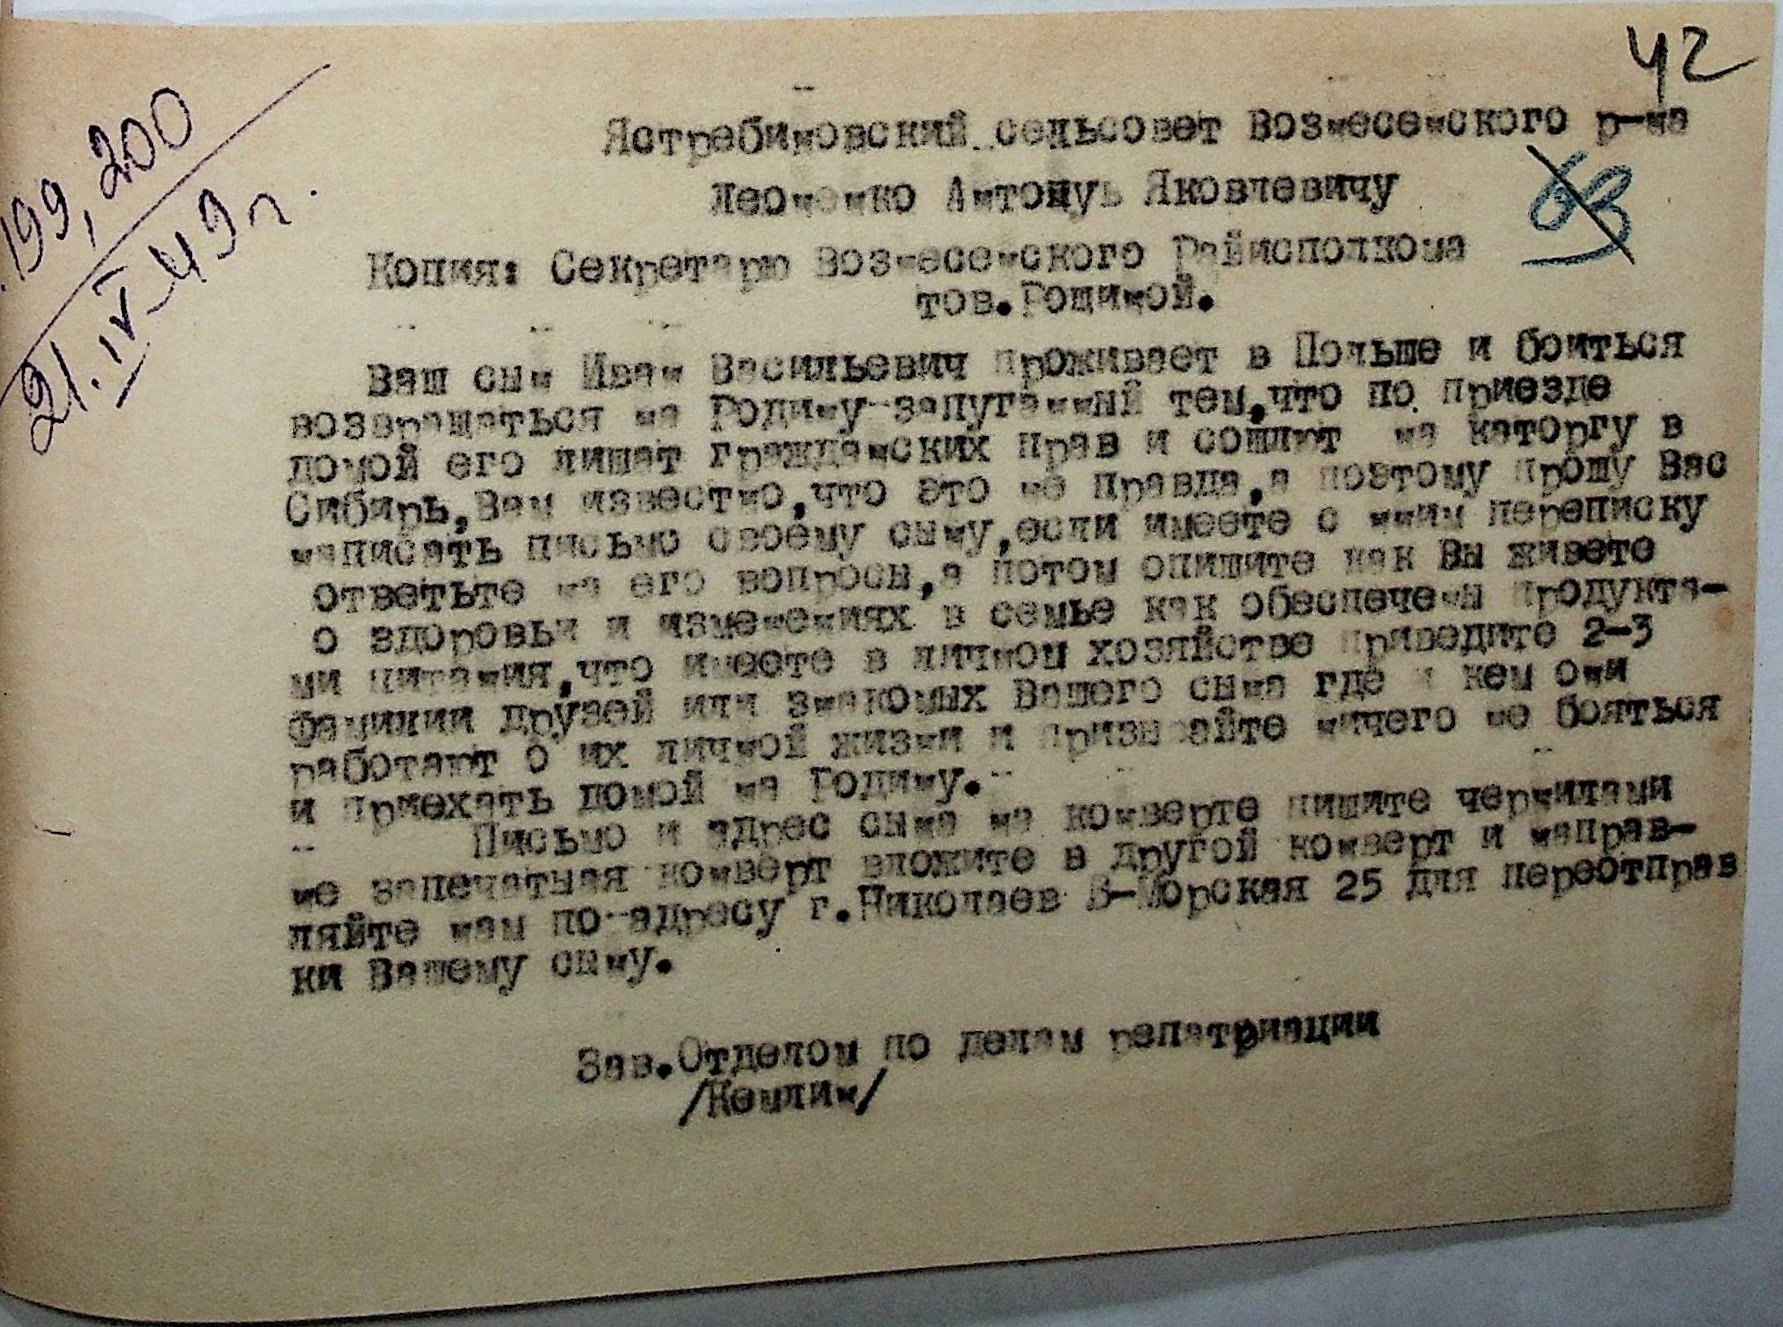 42
199, 200
21.IV-49 г.
Ястребиновский сельсовет Вознесенского р-на
Леоненко Антону Яковлевичу
63
Копия: Секретарю Вознесенского Райисполкома
тов.Рощиной.
Ваш сын Иван Васильевич проживает в Польше и боиться
возвращаться на Родину запуганный тем,что по приезде
домой его лишат гражданских прав и сошлют на каторгу в
Сибирь,Вам известно,что это не правда,а поэтому прошу Вас
написать письмо своему сыну,если имеете с ним переписку
ответьте на его вопросы,а потом опишите как Вы живете
о здоровьи и изменениях в семье как обеспечены продукта-
ми питания,что имеете в личном хозяйстве приведите 2-3
фамилии друзей или знакомых Вашего сына где и кем они
работают о их личной жизни и призывайте ничего не бояться
и приехать домой на Родину.
Письмо и адрес сына на конверте пишите чернилами
не запечатывая конверт вложите в другой конверт и направ-
ляйте нам по адресу г.Николаев В-Морская 25 для переотправ
ки Вашему сыну.
Зав.Отделом по делам репатриации
/Кемлин/